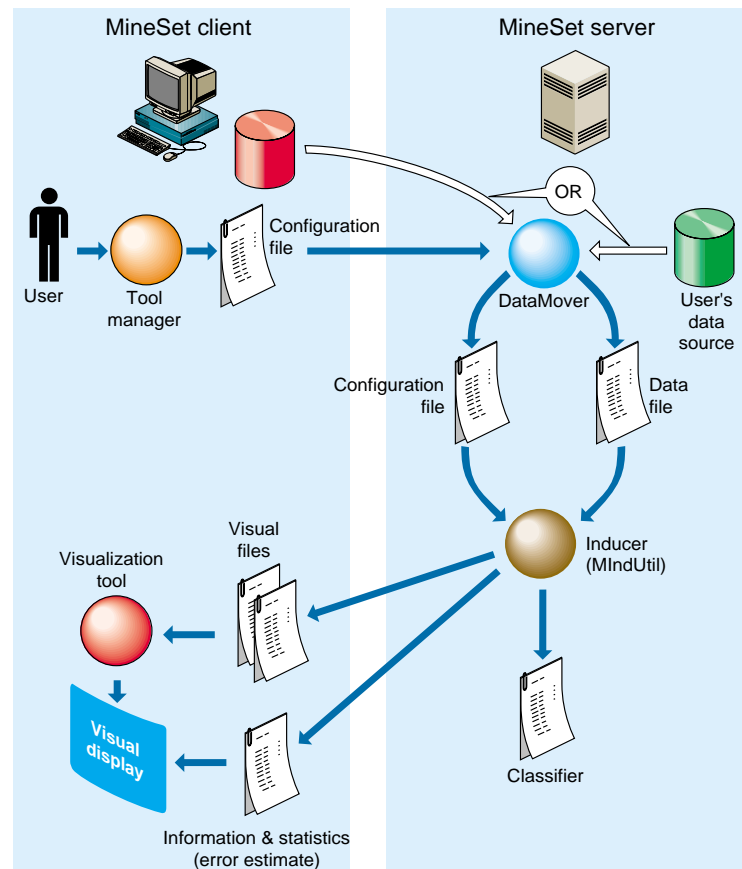 MineSet client
MineSet server
OR
Configuration
file
User
Tool
manager
DataMover
User's
data
source
Configuration
file
Data
file
Visual
files
Visualization
tool
Inducer
(MIndUtil)
Visual
display
Classifier
Information & statistics
(error estimate)